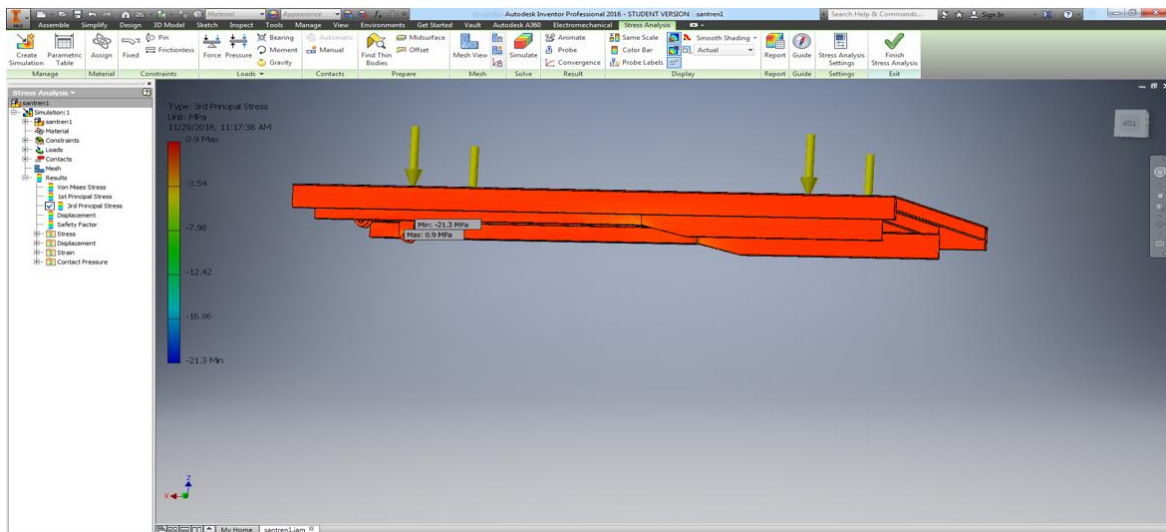 Autodesk Inventor Professional 2016 - STUDENT VERSION santren1
Search Help & Commands...
Sign In
Material
Appearance
Assemble Simplify Design 3D Model Sketch Inspect Tools Manage View Environments Get Started Vault Autodesk A360 Electromechanical Stress Analysis
Create Simulation
Parametric Table
Assign
Fixed
Pin
Frictionless
Force
Pressure
Bearing
Moment
Gravity
Automatic
Manual
Find Thin Bodies
Midsurface
Offset
Mesh View
Simulate
Animate
Probe
Convergence
Same Scale
Color Bar
Probe Labels
Smooth Shading
Actual
Report
Guide
Stress Analysis Settings
Finish Stress Analysis
Manage Material Constraints Loads Contacts Prepare Mesh Solve Result Display Report Guide Settings Exit
Stress Analysis
santren1
Simulation:1
santren1
Material
Constraints
Loads
Contacts
Mesh
Results
Von Mises Stress
1st Principal Stress
3rd Principal Stress
Displacement
Safety Factor
Stress
Displacement
Strain
Contact Pressure
Type: 3rd Principal Stress
Unit: MPa
11/29/2018, 11:17:38 AM
0.9 Max
-3.54
-7.98
-12.42
-16.86
-21.3 Min
Min: -21.3 MPa
Max: 0.9 MPa
Z
X
My Home santren1.iam